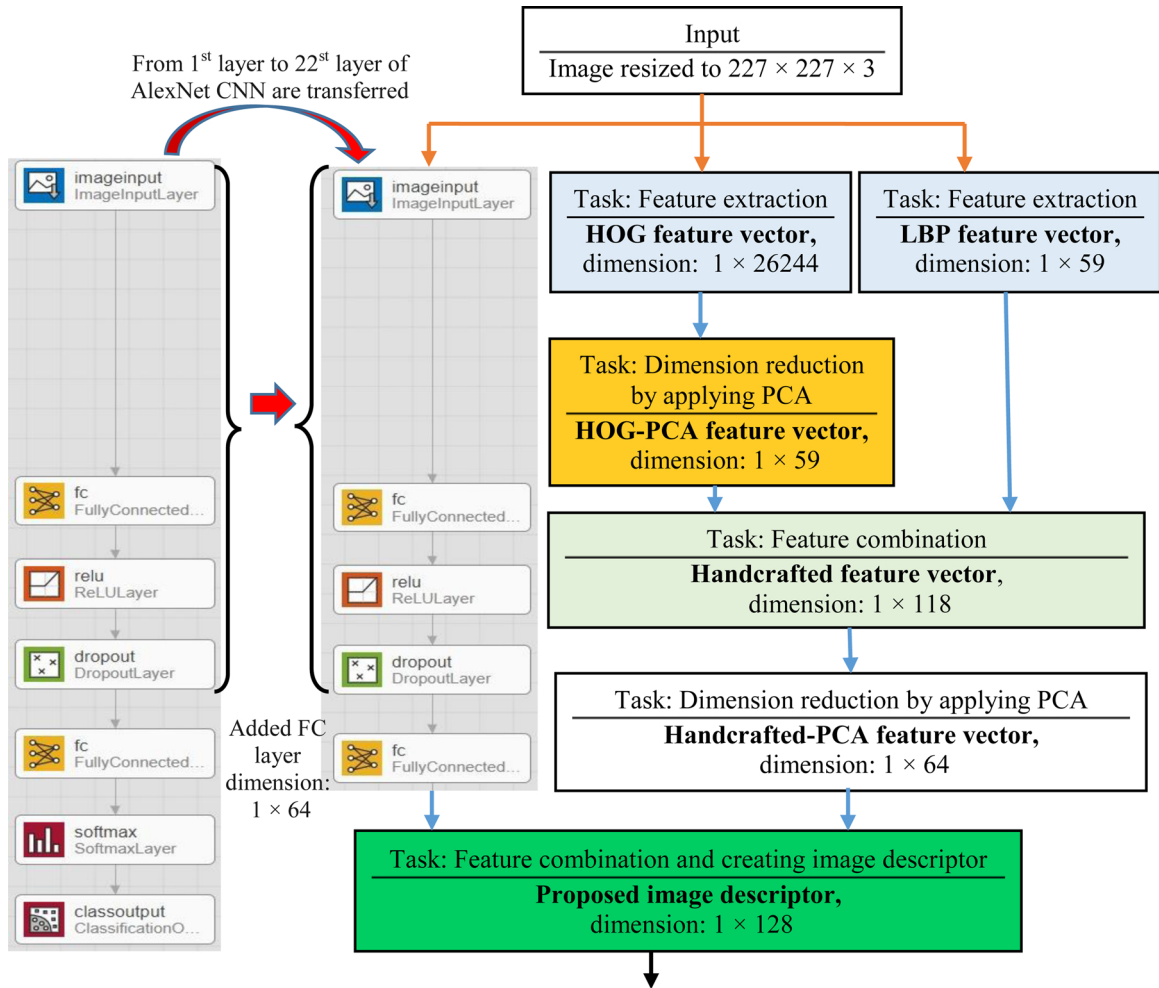 Input
Image resized to 227 × 227 × 3
From 1st layer to 22st layer of
AlexNet CNN are transferred
imageinput
ImageInputLayer
fc
FullyConnected...
relu
ReLULayer
dropout
DropoutLayer
fc
FullyConnected...
softmax
SoftmaxLayer
classoutput
ClassificationO...
Added FC
layer
dimension:
1 × 64
imageinput
ImageInputLayer
fc
FullyConnected...
relu
ReLULayer
dropout
DropoutLayer
fc
FullyConnected...
Task: Feature extraction
HOG feature vector,
dimension: 1 × 26244
Task: Feature extraction
LBP feature vector,
dimension: 1 × 59
Task: Dimension reduction
by applying PCA
HOG-PCA feature vector,
dimension: 1 × 59
Task: Feature combination
Handcrafted feature vector,
dimension: 1 × 118
Task: Dimension reduction by applying PCA
Handcrafted-PCA feature vector,
dimension: 1 × 64
Task: Feature combination and creating image descriptor
Proposed image descriptor,
dimension: 1 × 128